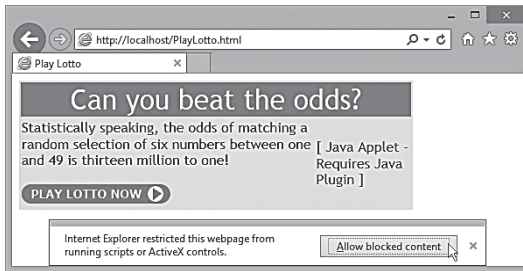 http://localhost/PlayLotto.html
Play Lotto
Can you beat the odds?
Statistically speaking, the odds of matching a
random selection of six numbers between one
and 49 is thirteen million to one!
[ Java Applet -
Requires Java
Plugin ]
PLAY LOTTO NOW
Internet Explorer restricted this webpage from
running scripts or ActiveX controls.
Allow blocked content